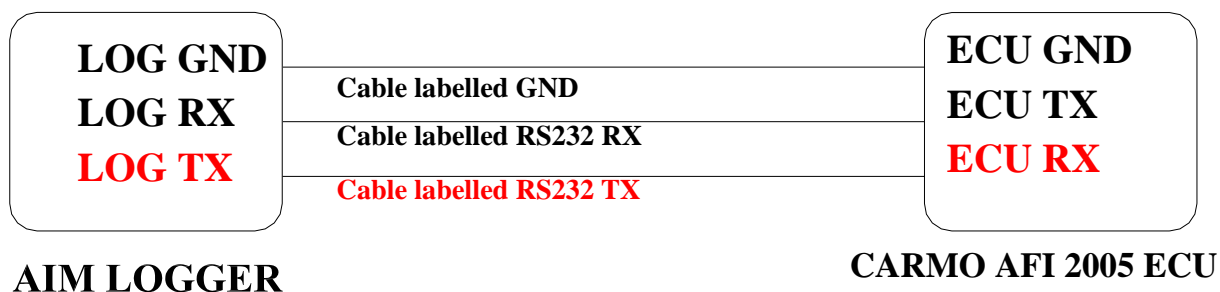 LOG GND
LOG RX
LOG TX
Cable labelled GND
Cable labelled RS232 RX
Cable labelled RS232 TX
ECU GND
ECU TX
ECU RX
AIM LOGGER
CARMO AFI 2005 ECU